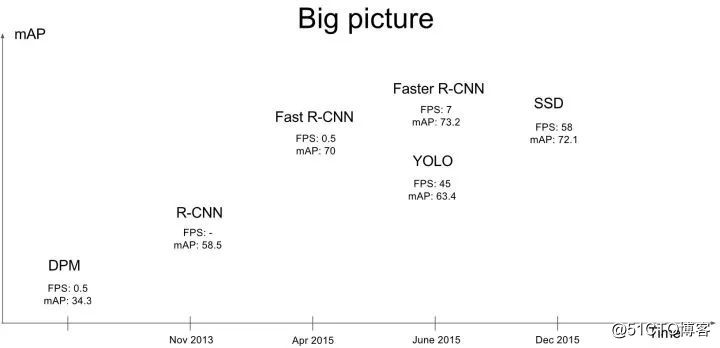 Big picture
mAP
Faster R-CNN
FPS: 7
mAP: 73.2
SSD
FPS: 58
mAP: 72.1
Fast R-CNN
FPS: 0.5
mAP: 70
YOLO
FPS: 45
mAP: 63.4
R-CNN
FPS: -
mAP: 58.5
DPM
FPS: 0.5
mAP: 34.3
Nov 2013
Apr 2015
June 2015
Dec 2015
Time
@51CTO博客